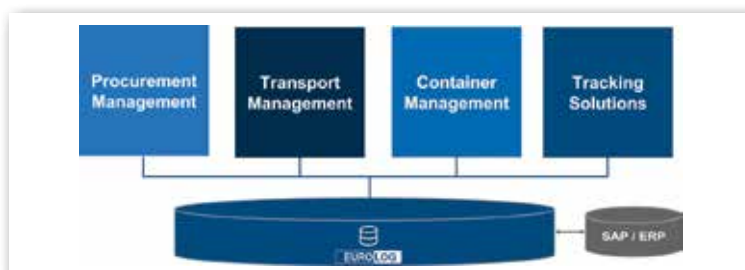 Procurement
Management
Transport
Management
Container
Management
Tracking
Solutions
EUROLOG
SAP / ERP